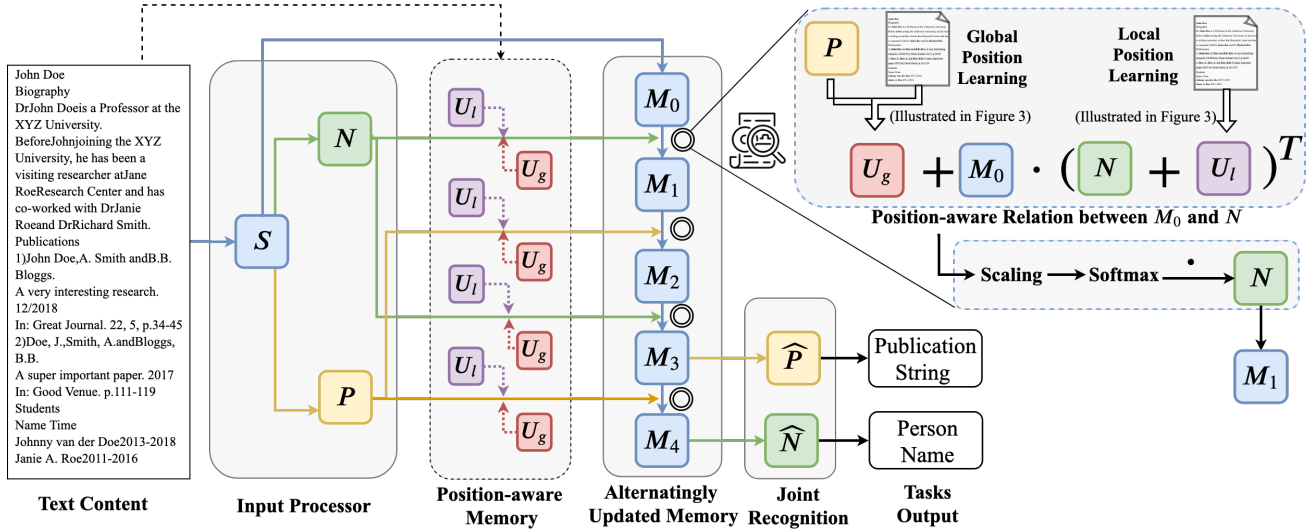 John Doe
Biography
DrJohn Doeis a Professor at the
XYZ University.
BeforeJohnjoining the XYZ
University, he has been a
visiting researcher atJane
RoeResearch Center and has
co-worked with DrJanie
Roeand DrRichard Smith.
Publications
1)John Doe,A. Smith andB.B.
Bloggs.
A very interesting research.
12/2018
In: Great Journal. 22, 5, p.34-45
2)Doe, J.,Smith, A.andBloggs,
B.B.
A super important paper. 2017
In: Good Venue. p.111-119
Students
Name Time
Johnny van der Doe2013-2018
Janie A. Roe2011-2016
Text Content
S
N
P
Input Processor
U_l
U_g
U_l
U_g
U_l
U_g
U_l
U_g
Position-aware
Memory
M_0
M_1
M_2
M_3
M_4
Alternatingly
Updated Memory
P̂
N̂
Joint
Recognition
Publication
String
Person
Name
Tasks
Output
P
Global
Position
Learning
Local
Position
Learning
(Illustrated in Figure 3)
(Illustrated in Figure 3)
U_g + M_0 · (N + U_l)^T
Position-aware Relation between M_0 and N
Scaling
Softmax
·
N
M_1